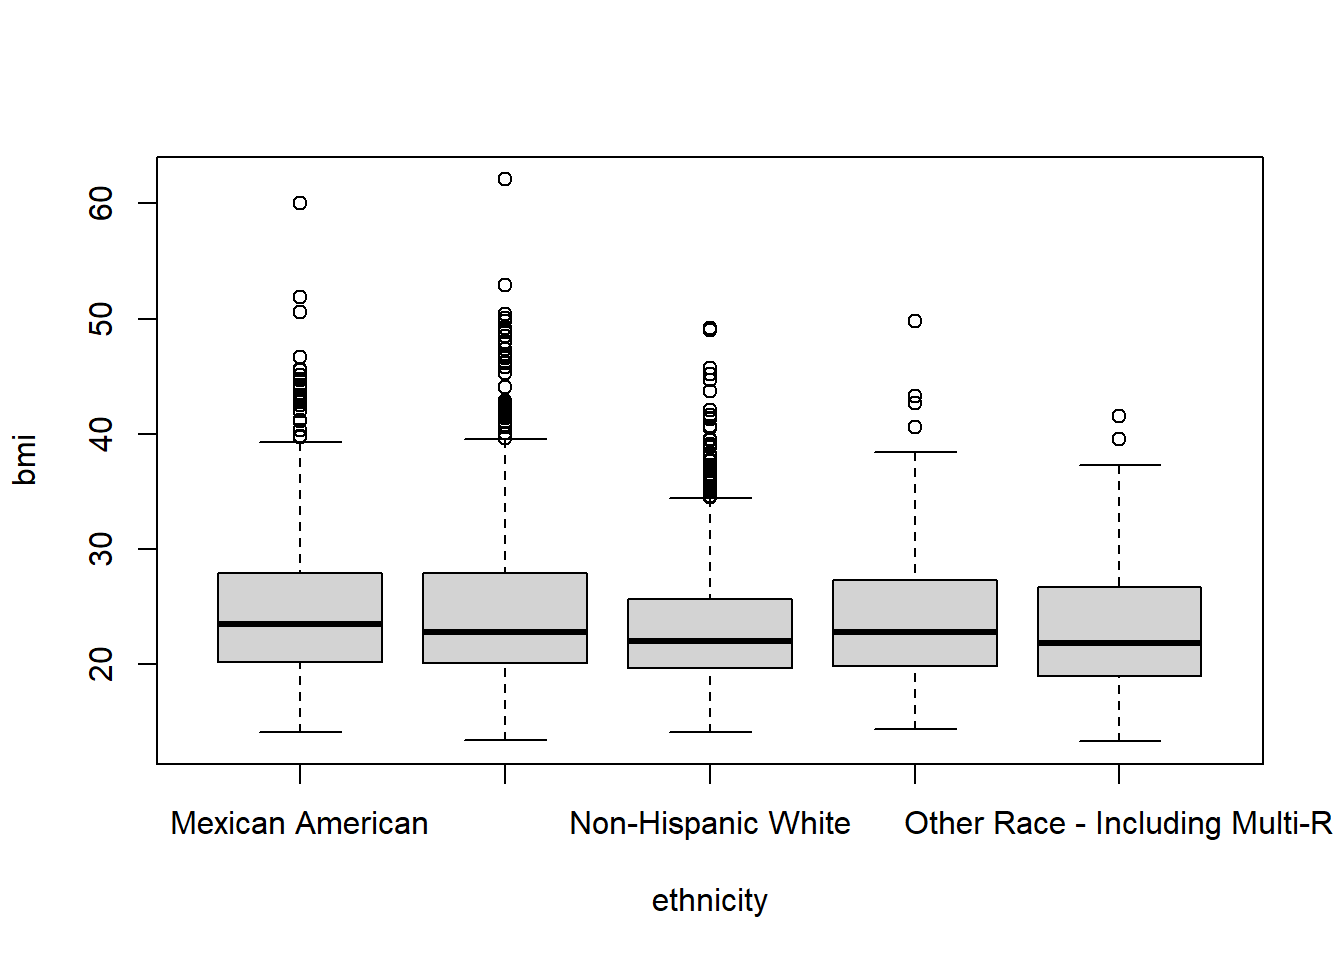 60
50
40
30
20
bmi
Mexican American
Non-Hispanic White
Other Race - Including Multi-R
ethnicity